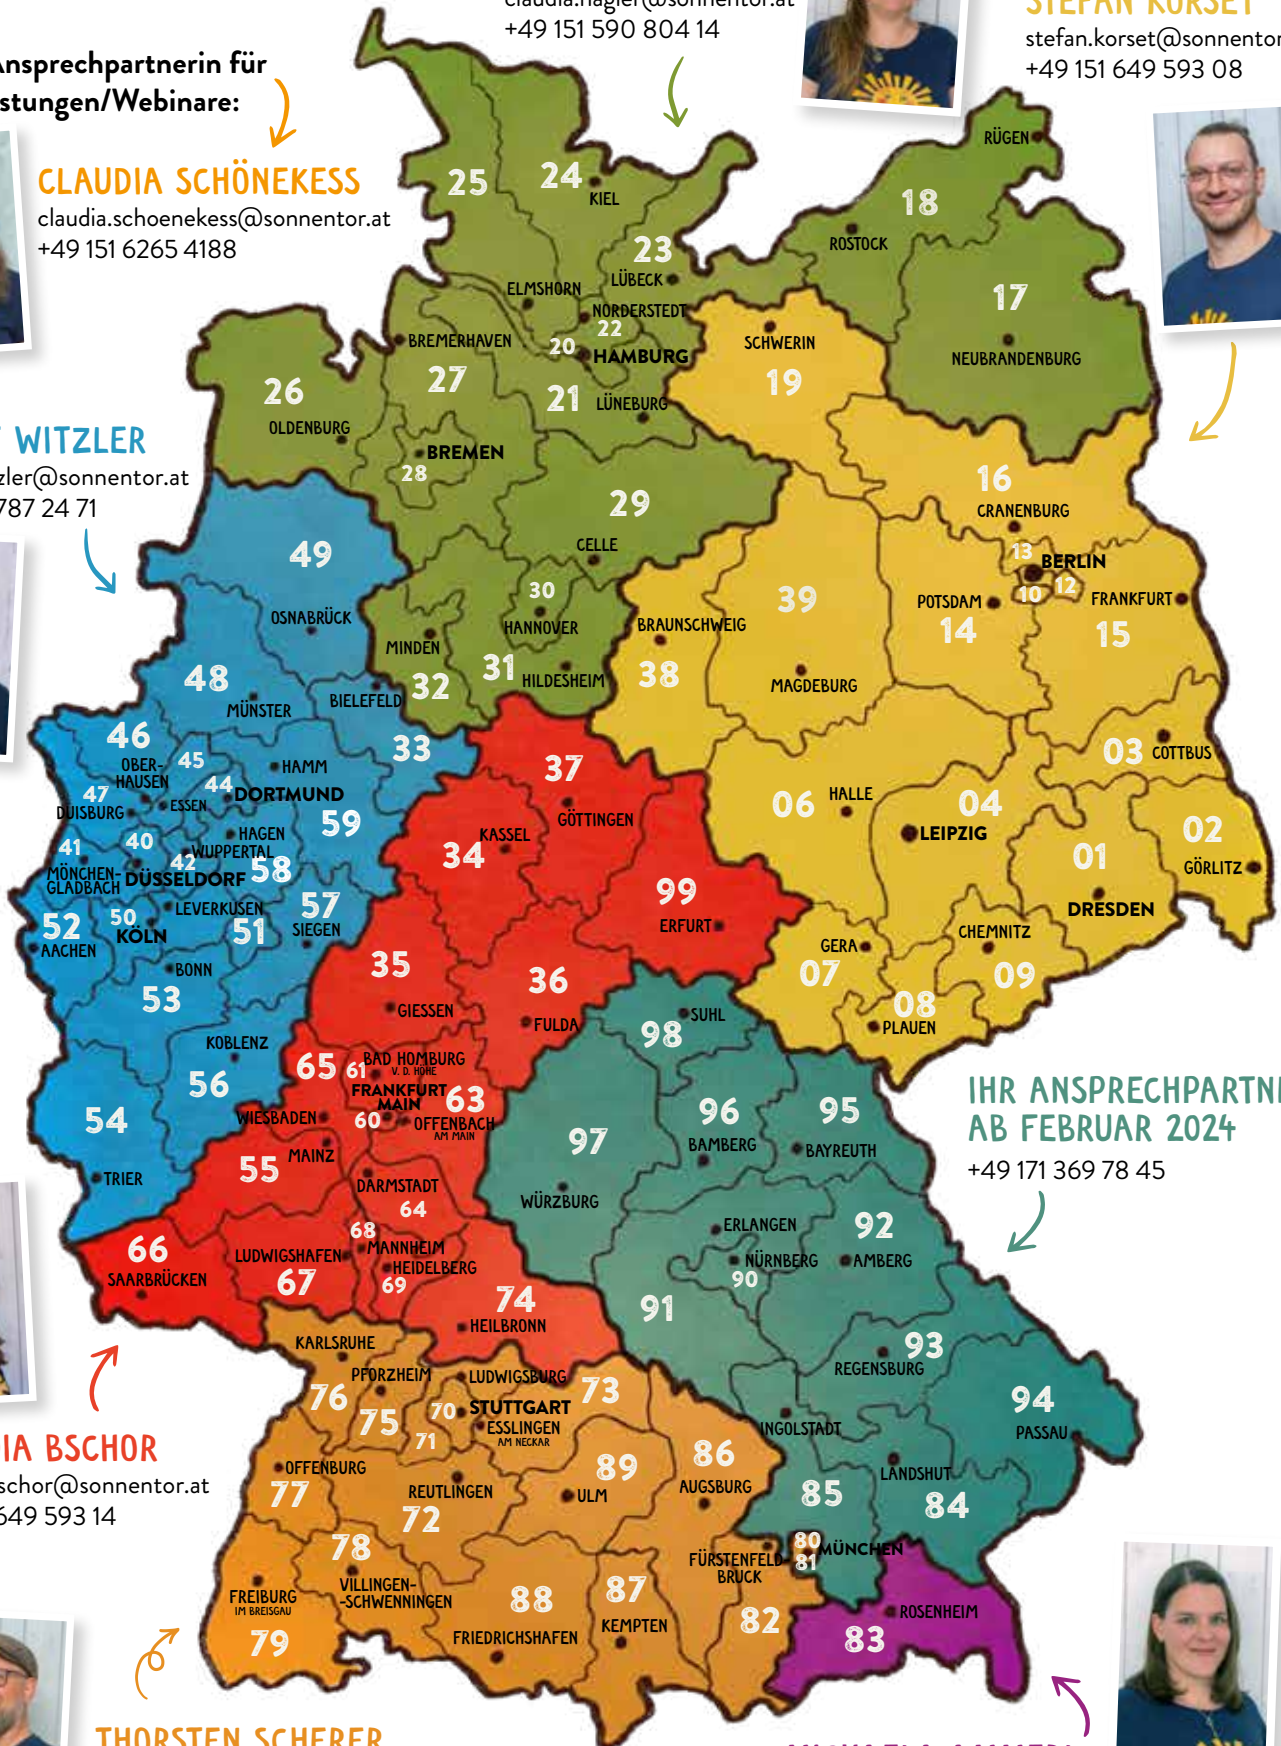 claudia.nagler@sonnentor.at
+49 151 590 804 14
STEFAN KORSET
stefan.korset@sonnentor
+49 151 649 593 08
Ansprechpartnerin für
stungen/Webinare:
CLAUDIA SCHÖNEKESS
claudia.schoenekess@sonnentor.at
+49 151 6265 4188
RÜGEN
25
24
KIEL
18
ROSTOCK
23
LÜBECK
ELMSHORN
NORDERSTEDT
22
17
NEUBRANDENBURG
BREMERHAVEN
20
HAMBURG
SCHWERIN
19
26
27
21
LÜNEBURG
OLDENBURG
BREMEN
28
WITZLER
zler@sonnentor.at
787 24 71
29
16
CRANENBURG
49
CELLE
13
BERLIN
30
39
10
12
OSNABRÜCK
HANNOVER
BRAUNSCHWEIG
POTSDAM
14
FRANKFURT
15
MINDEN
31
HILDESHEIM
38
MAGDEBURG
48
MÜNSTER
BIELEFELD
32
46
33
37
03
COTTBUS
OBER-
HAUSEN
45
HAMM
44
DORTMUND
47
DUISBURG
ESSEN
GÖTTINGEN
06
HALLE
04
LEIPZIG
59
KASSEL
34
02
GÖRLITZ
41
40
HAGEN
WUPPERTAL
42
58
01
MÖNCHEN-
GLADBACH
DÜSSELDORF
99
DRESDEN
LEVERKUSEN
57
SIEGEN
52
50
KÖLN
51
AACHEN
ERFURT
CHEMNITZ
GERA
07
09
BONN
35
36
53
GIESSEN
FULDA
08
PLAUEN
98
SUHL
KOBLENZ
56
65
61
BAD HOMBURG
V. D. HÖHE
FRANKFURT
MAIN
63
60
OFFENBACH
AM MAIN
WIESBADEN
54
96
BAMBERG
95
BAYREUTH
IHR ANSPRECHPARTNE
AB FEBRUAR 2024
+49 171 369 78 45
97
WÜRZBURG
TRIER
55
MAINZ
DARMSTADT
64
66
SAARBRÜCKEN
68
MANNHEIM
LUDWIGSHAFEN
67
HEIDELBERG
69
ERLANGEN
92
NÜRNBERG
90
AMBERG
74
HEILBRONN
91
KARLSRUHE
93
REGENSBURG
PFORZHEIM
LUDWIGSBURG
73
76
75
70
STUTTGART
ESSLINGEN
AM NECKAR
71
94
PASSAU
INGOLSTADT
IA BSCHOR
schor@sonnentor.at
649 593 14
OFFENBURG
77
REUTLINGEN
72
89
ULM
86
AUGSBURG
LANDSHUT
84
85
78
80
81
MÜNCHEN
FÜRSTENFELD-
BRUCK
VILLINGEN-
-SCHWENNINGEN
FREIBURG
IM BREISGAU
79
88
FRIEDRICHSHAFEN
87
KEMPTEN
82
83
ROSENHEIM
THORSTEN SCHERER